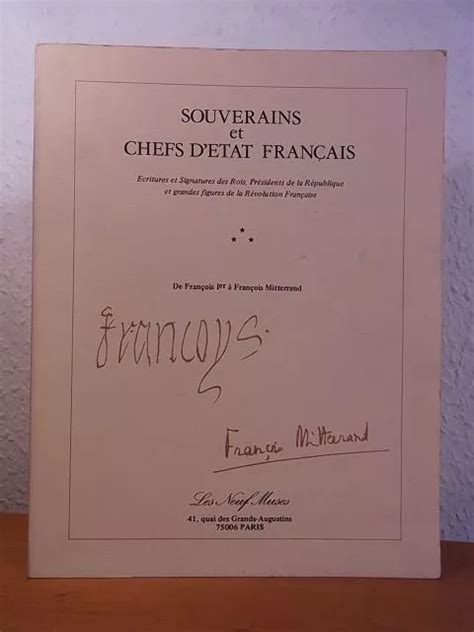 SOUVERAINS
et
CHEFS D'ETAT FRANÇAIS
Ecritures et Signatures des Rois, Présidents de la République
et grandes figures de la Révolution Française
* * *
De François Ier à François Mitterrand
Francoys.
François Mitterrand
Les Neuf Muses
41, quai des Grands-Augustins
75006 PARIS